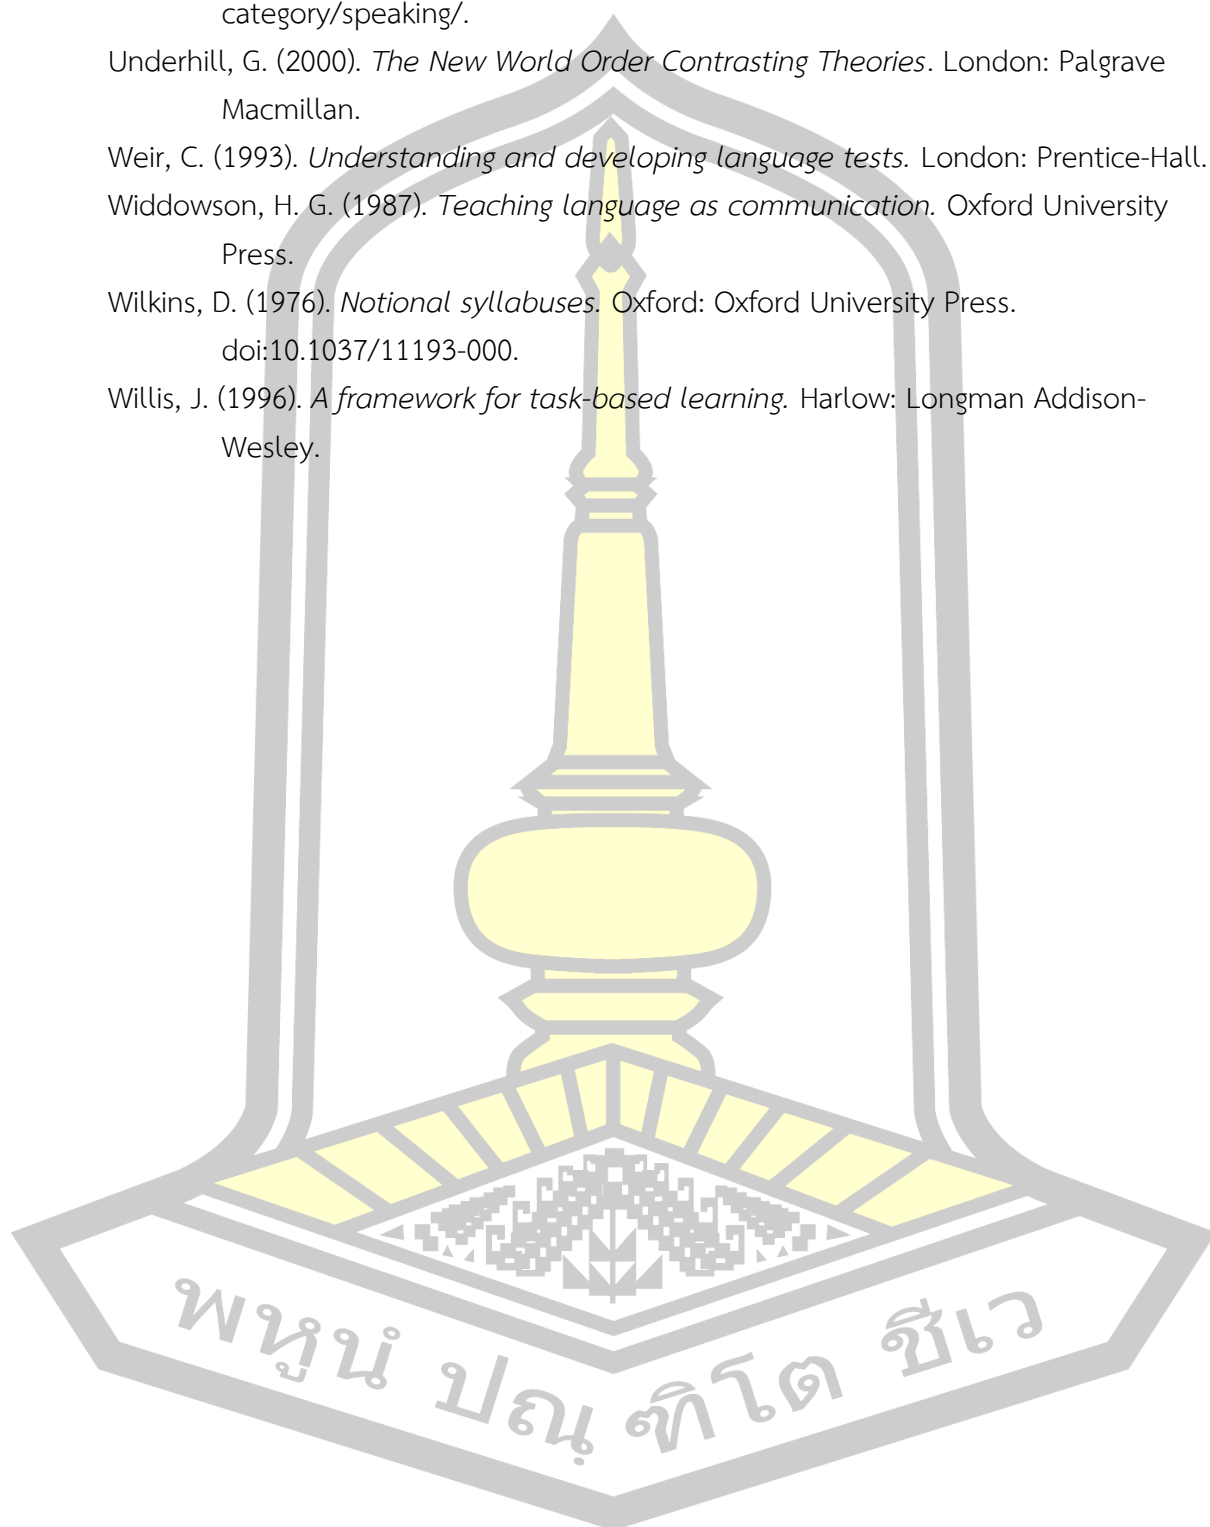 category/speaking/.
Underhill, G. (2000). The New World Order Contrasting Theories. London: Palgrave
Macmillan.
Weir, C. (1993). Understanding and developing language tests. London: Prentice-Hall.
Widdowson, H. G. (1987). Teaching language as communication. Oxford University
Press.
Wilkins, D. (1976). Notional syllabuses. Oxford: Oxford University Press.
doi:10.1037/11193-000.
Willis, J. (1996). A framework for task-based learning. Harlow: Longman Addison-
Wesley.
พหูนํ ปณฺฑิโต ชีเว